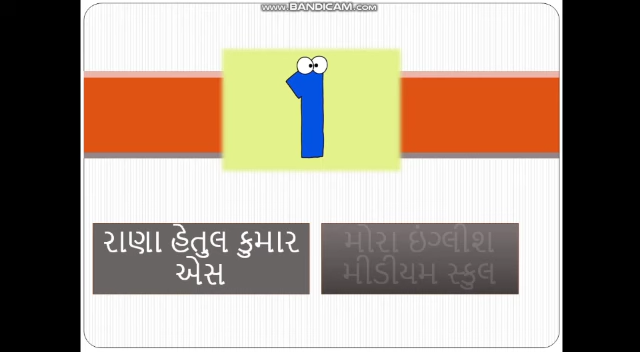 www.BANDICAM.com
1
રાણા હેતુલ કુમાર
એસ
મોરા ઇંગ્લીશ
મીડીયમ સ્કુલ